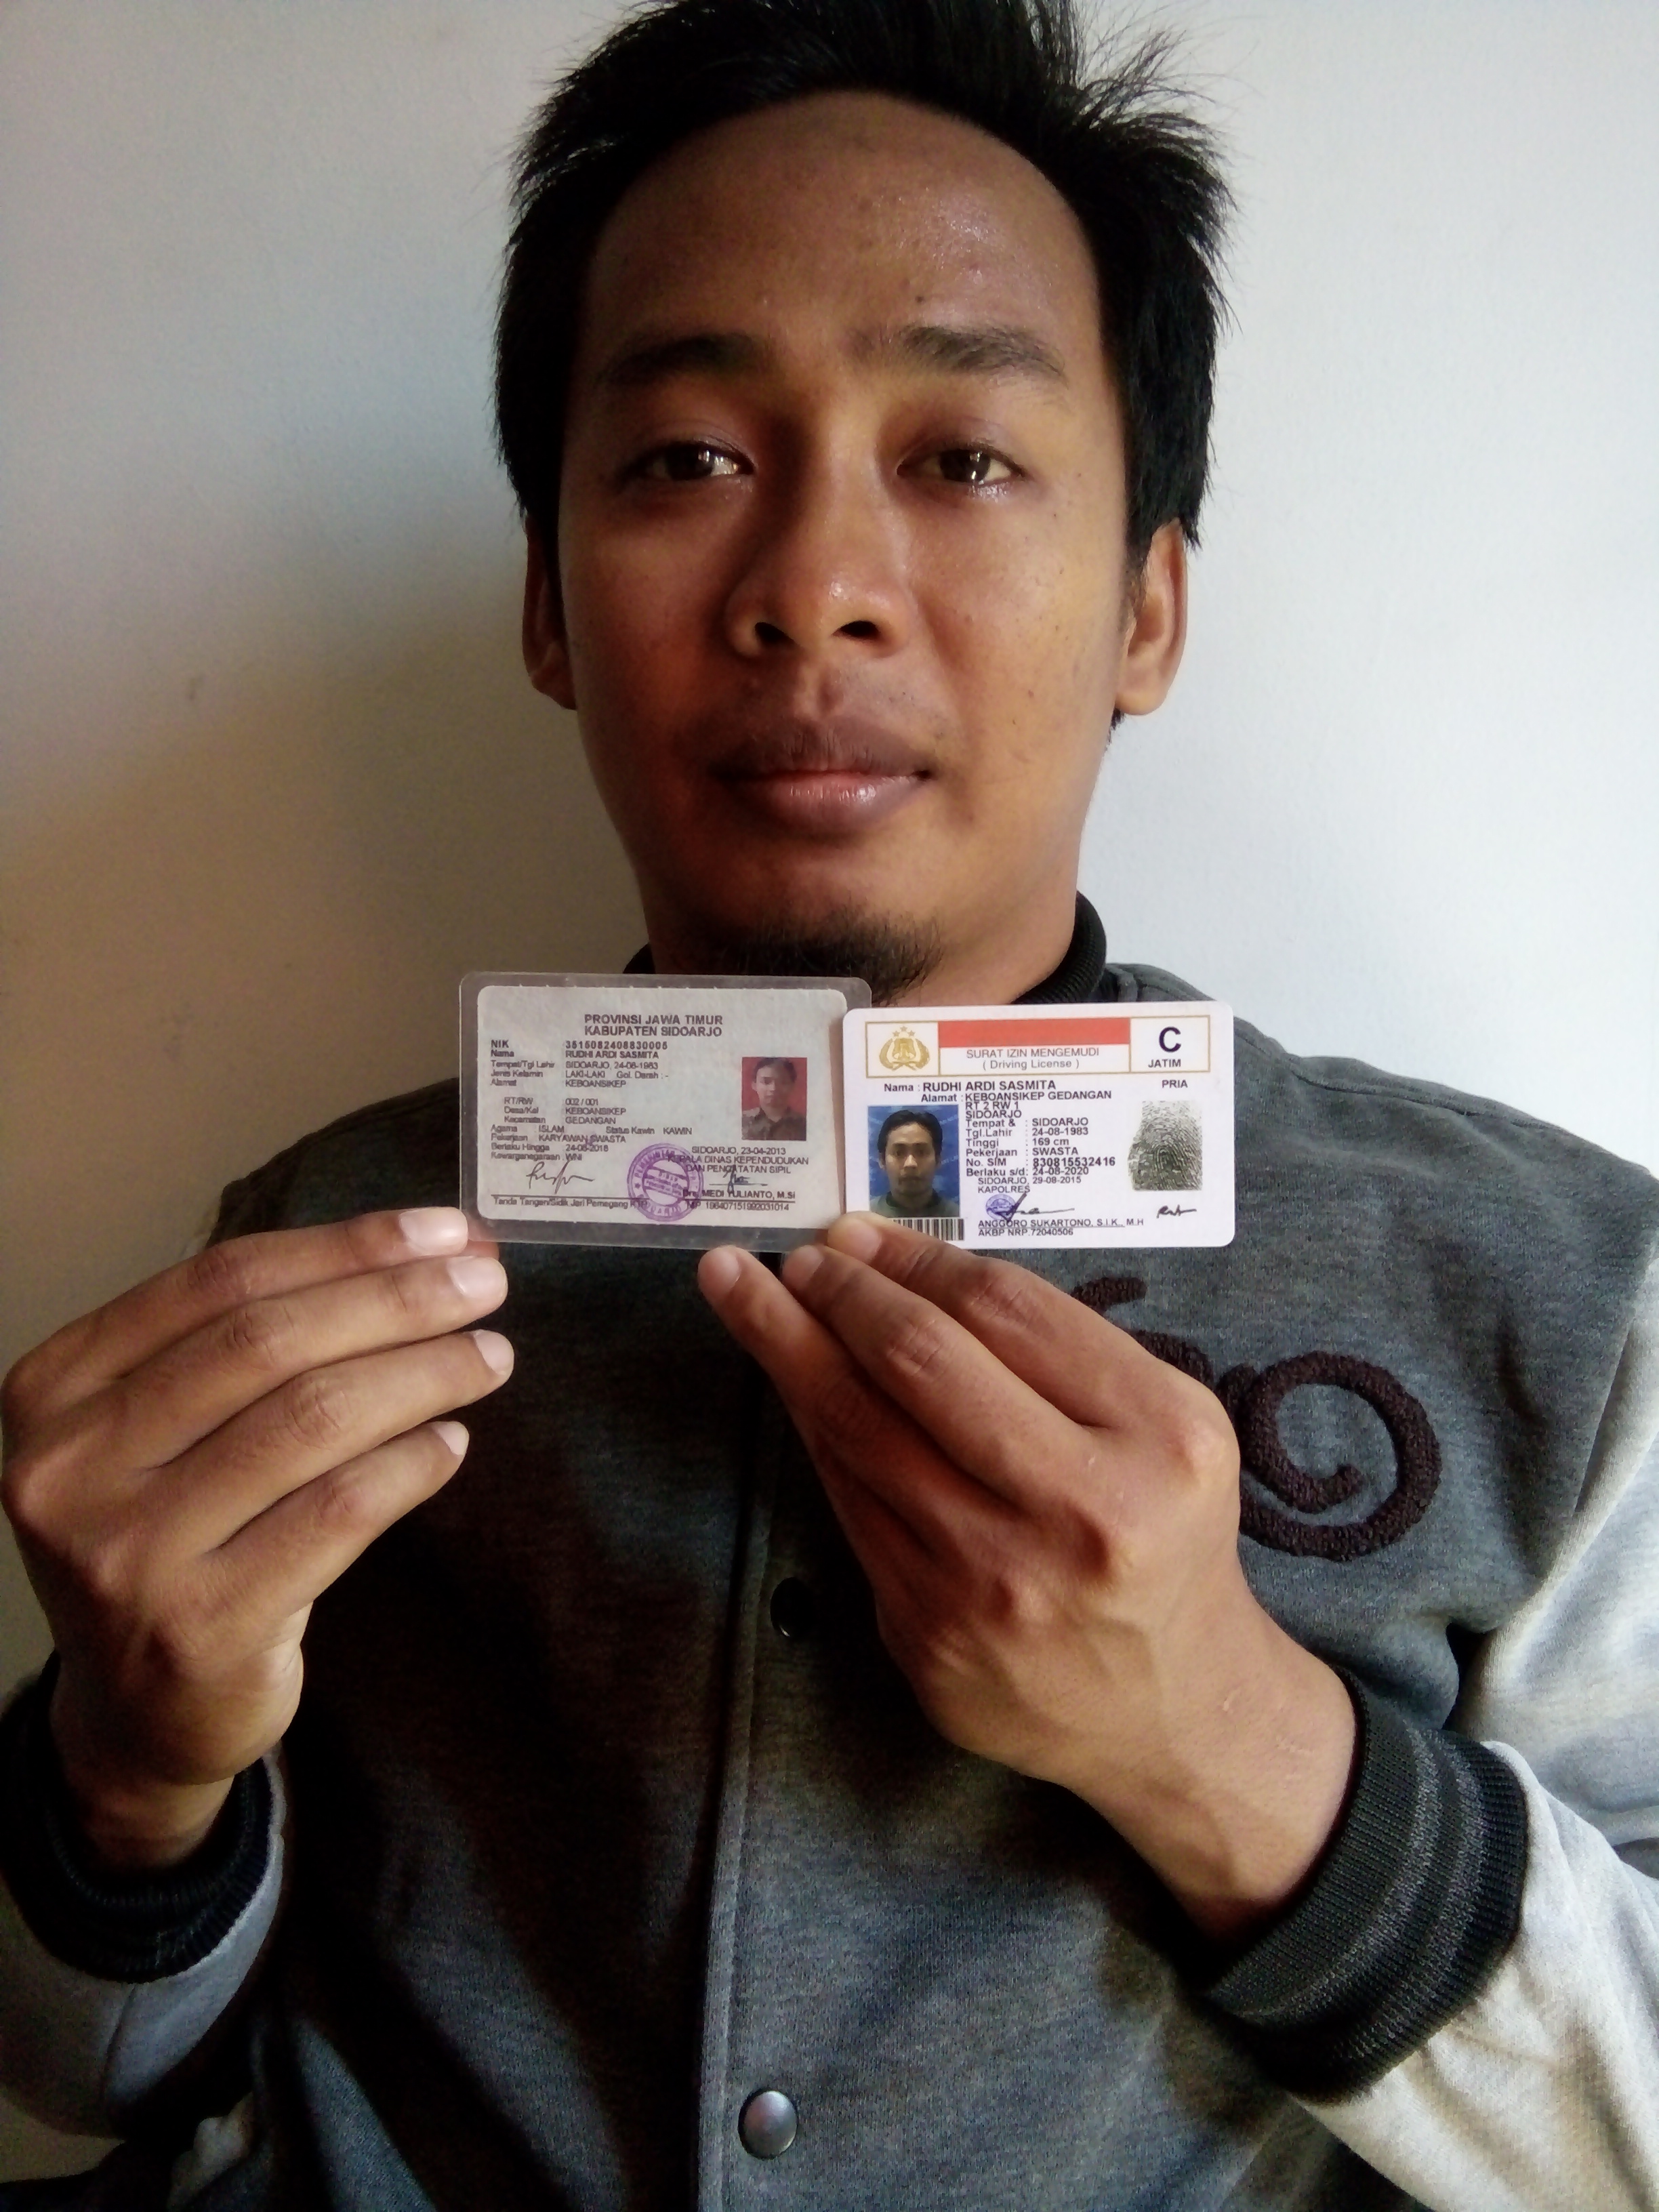 PROVINSI JAWA TIMUR
KABUPATEN SIDOARJO
NIK 3515082408830005
Nama RUDHI ARDI SASMITA
Tempat/Tgl Lahir SIDOARJO, 24-08-1983
Jenis Kelamin LAKI-LAKI Gol. Darah : -
Alamat KEBOANSIKEP
RT/RW 002 / 001
Desa/Kel KEBOANSIKEP
Kecamatan GEDANGAN
Agama ISLAM Status Kawin KAWIN
Pekerjaan KARYAWAN SWASTA
Berlaku Hingga 24-08-2018
Kewarganegaraan : WNI
SIDOARJO, 23-04-2013
KEPALA DINAS KEPENDUDUKAN
DAN PENCATATAN SIPIL
Drs. MEDI YULIANTO, M.Si
NIP 196407151992031014
Tanda Tangan/Sidik Jari Pemegang
SURAT IZIN MENGEMUDI
( Driving License )
C
JATIM
Nama : RUDHI ARDI SASMITA
PRIA
Alamat : KEBOANSIKEP GEDANGAN
RT 2 RW 1
SIDOARJO
Tempat & : SIDOARJO
Tgl.Lahir : 24-08-1983
Tinggi : 169 cm
Pekerjaan : SWASTA
No. SIM : 830815532416
Berlaku s/d : 24-08-2020
SIDOARJO, 29-08-2015
KAPOLRES
ANGGORO SUKARTONO, S.I.K., M.H
AKBP NRP.72040506